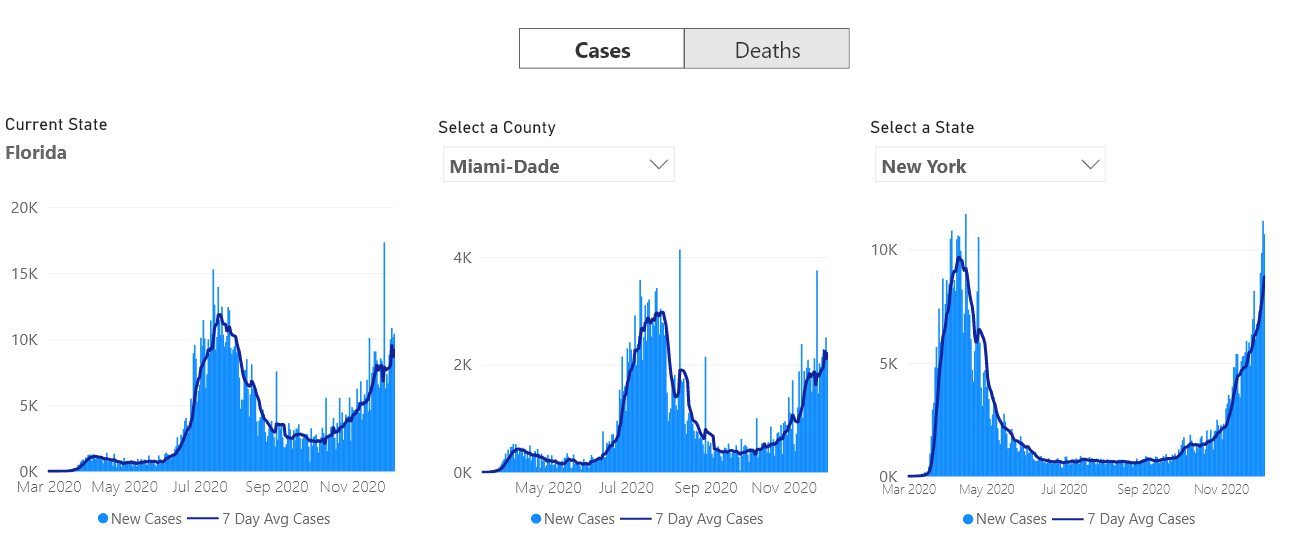 Cases Deaths
Current State
Florida
20K
15K
10K
5K
0K
Mar 2020 May 2020 Jul 2020 Sep 2020 Nov 2020
New Cases 7 Day Avg Cases
Select a County
Miami-Dade
4K
2K
0K
May 2020 Jul 2020 Sep 2020 Nov 2020
New Cases 7 Day Avg Cases
Select a State
New York
10K
5K
0K
Mar 2020 May 2020 Jul 2020 Sep 2020 Nov 2020
New Cases 7 Day Avg Cases